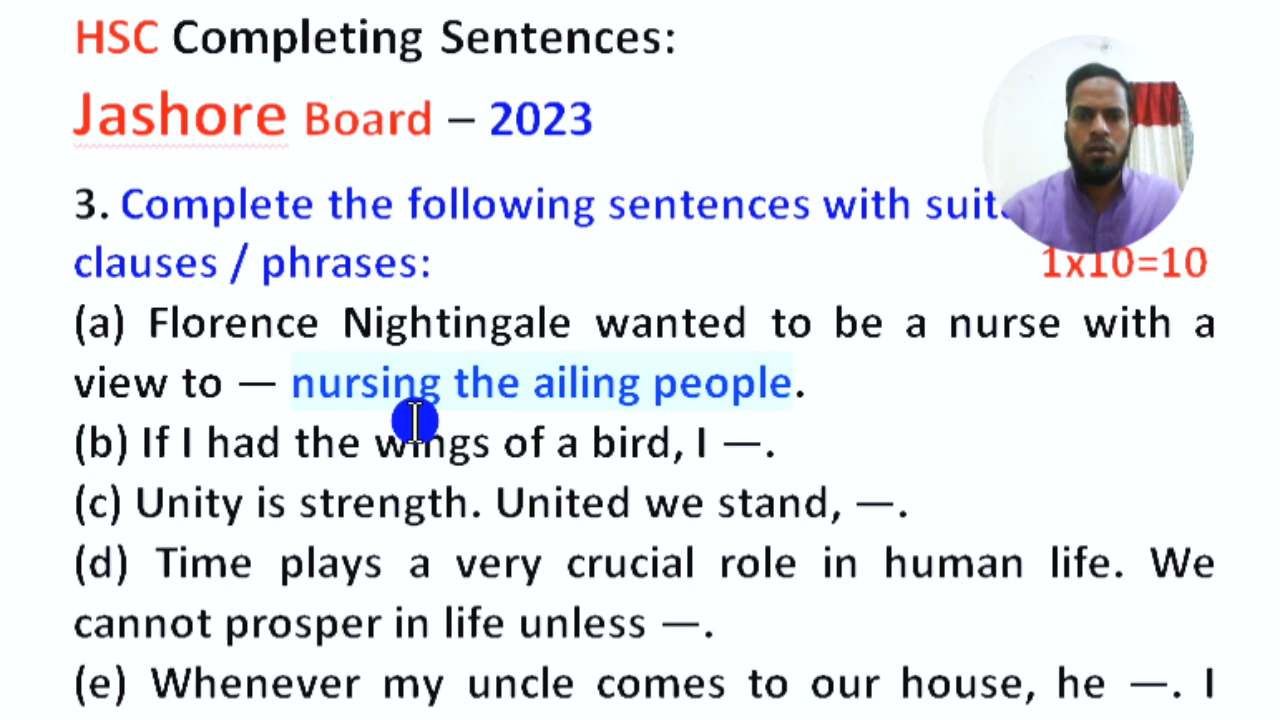 HSC Completing Sentences:
Jashore Board – 2023
3. Complete the following sentences with
clauses / phrases: 1x10=10
(a) Florence Nightingale wanted to be a nurse with a
view to — nursing the ailing people.
(b) If I had the wings of a bird, I —.
(c) Unity is strength. United we stand, —.
(d) Time plays a very crucial role in human life. We
cannot prosper in life unless —.
(e) Whenever my uncle comes to our house, he —. I